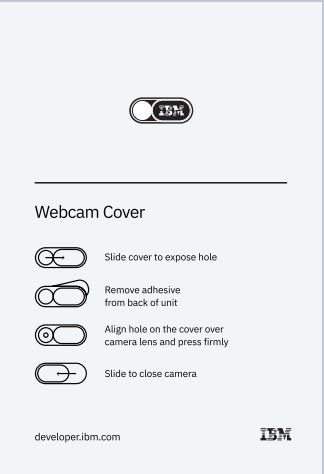 IBM
Webcam Cover
Slide cover to expose hole
Remove adhesive
from back of unit
Align hole on the cover over
camera lens and press firmly
Slide to close camera
developer.ibm.com
IBM